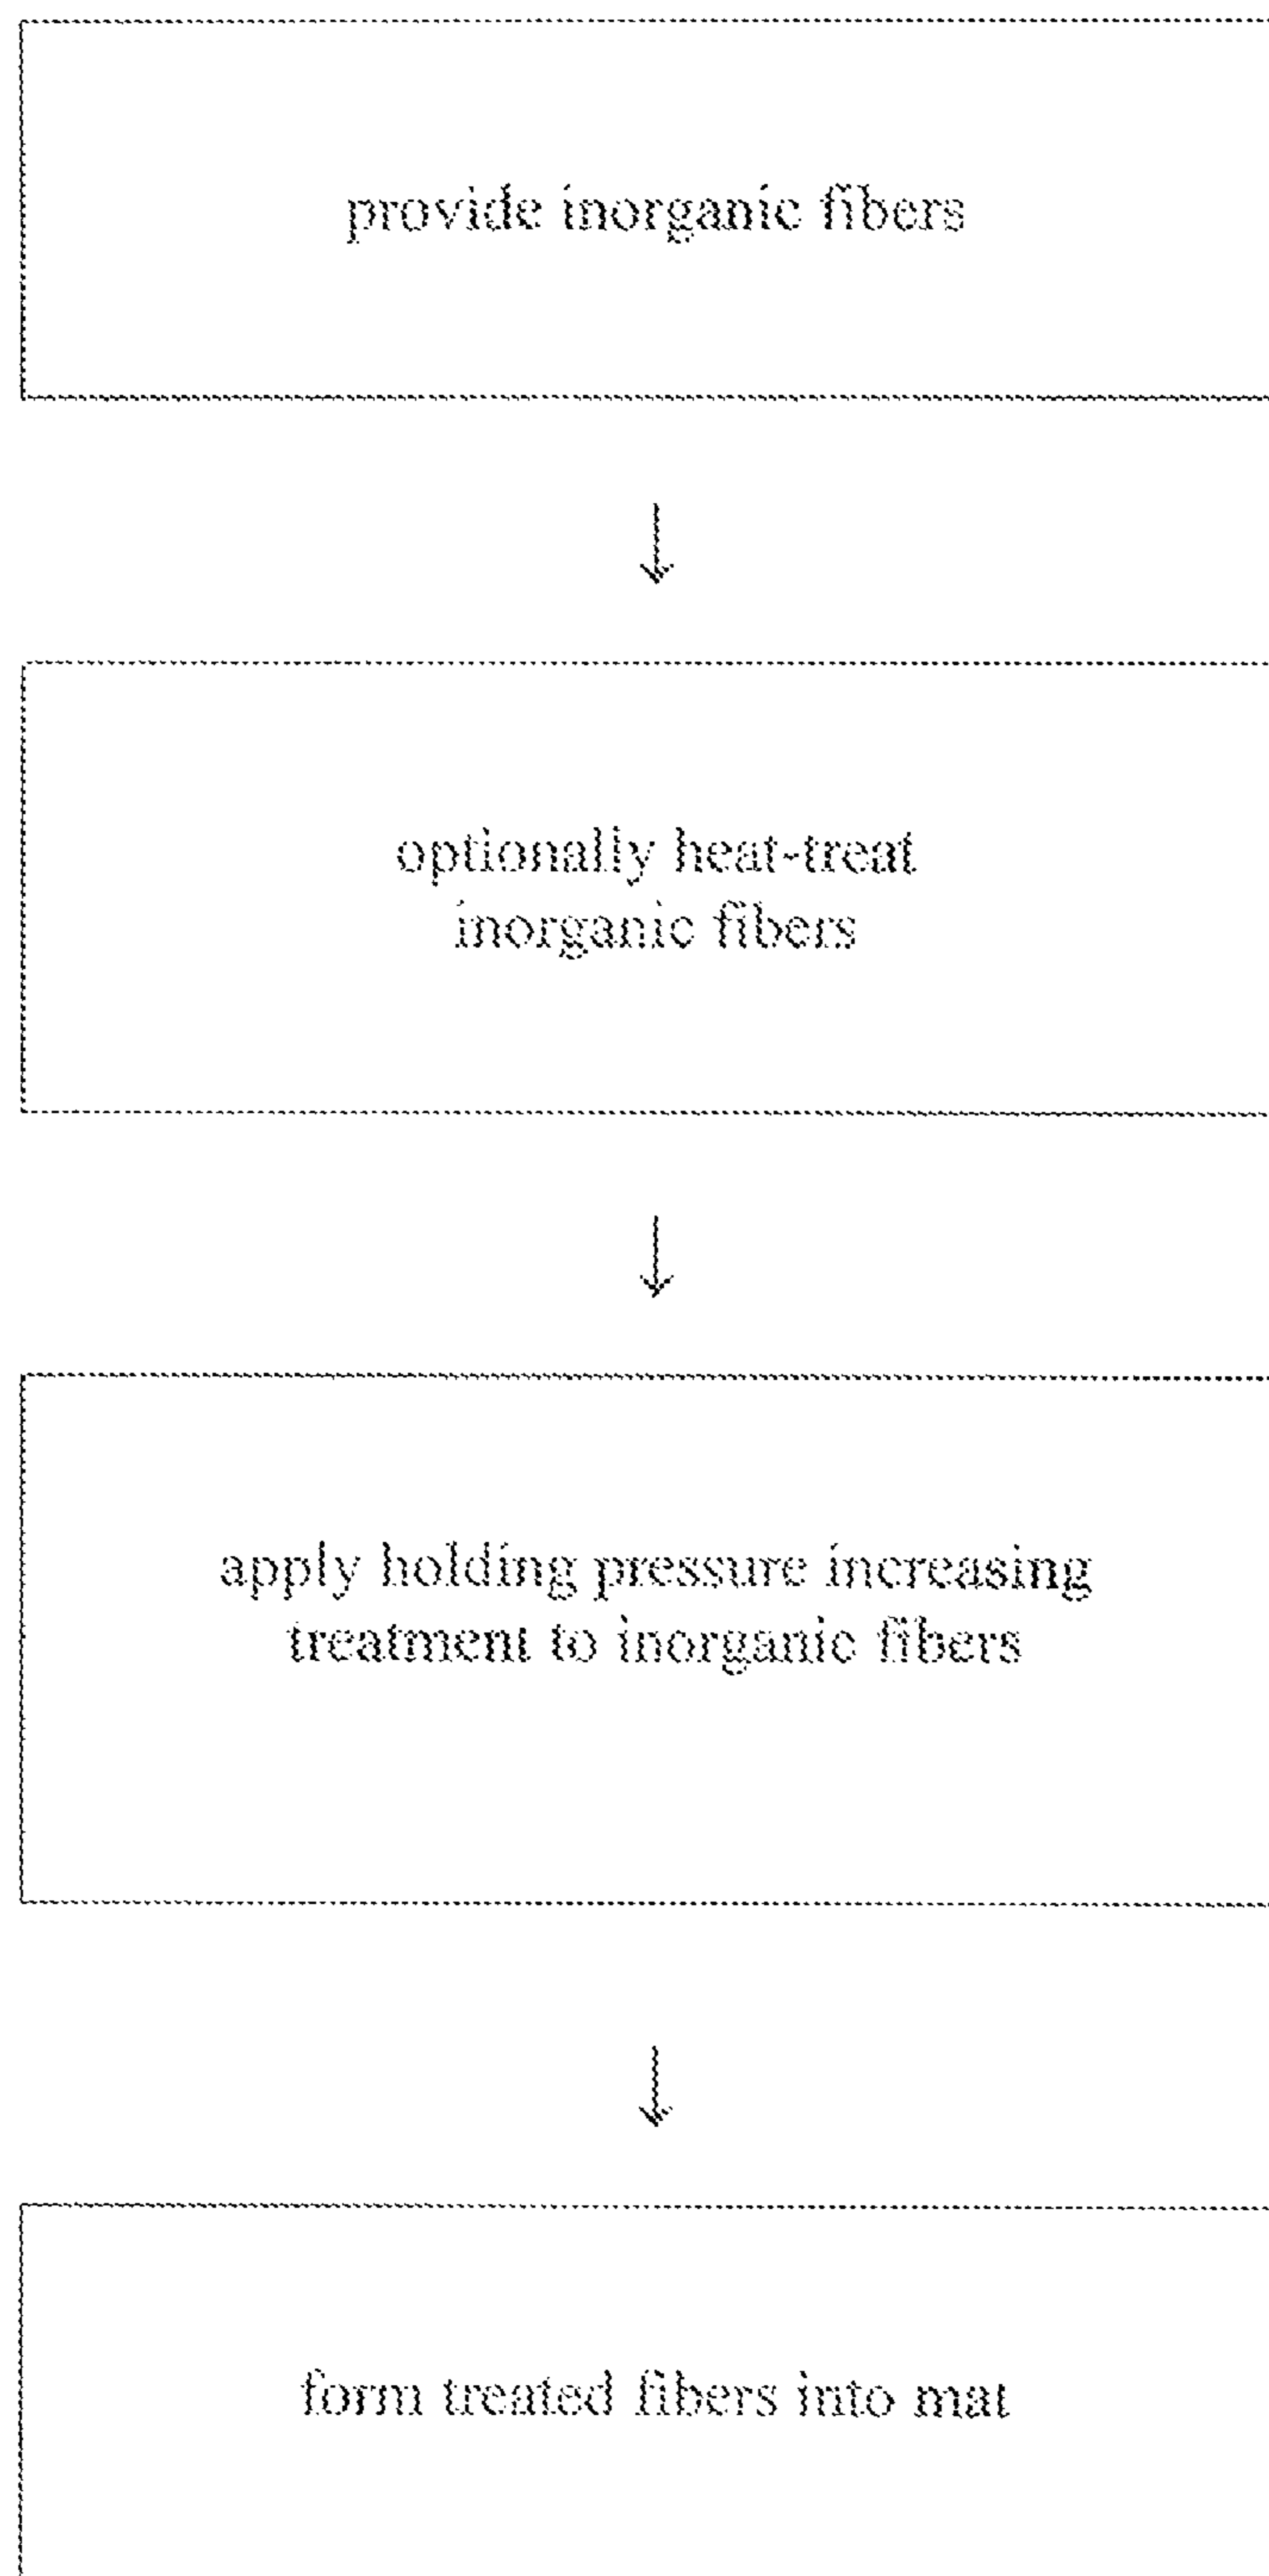 provide inorganic fibers
optionally heat-treat
inorganic fibers
apply holding pressure increasing
treatment to inorganic fibers
form treated fibers into mat